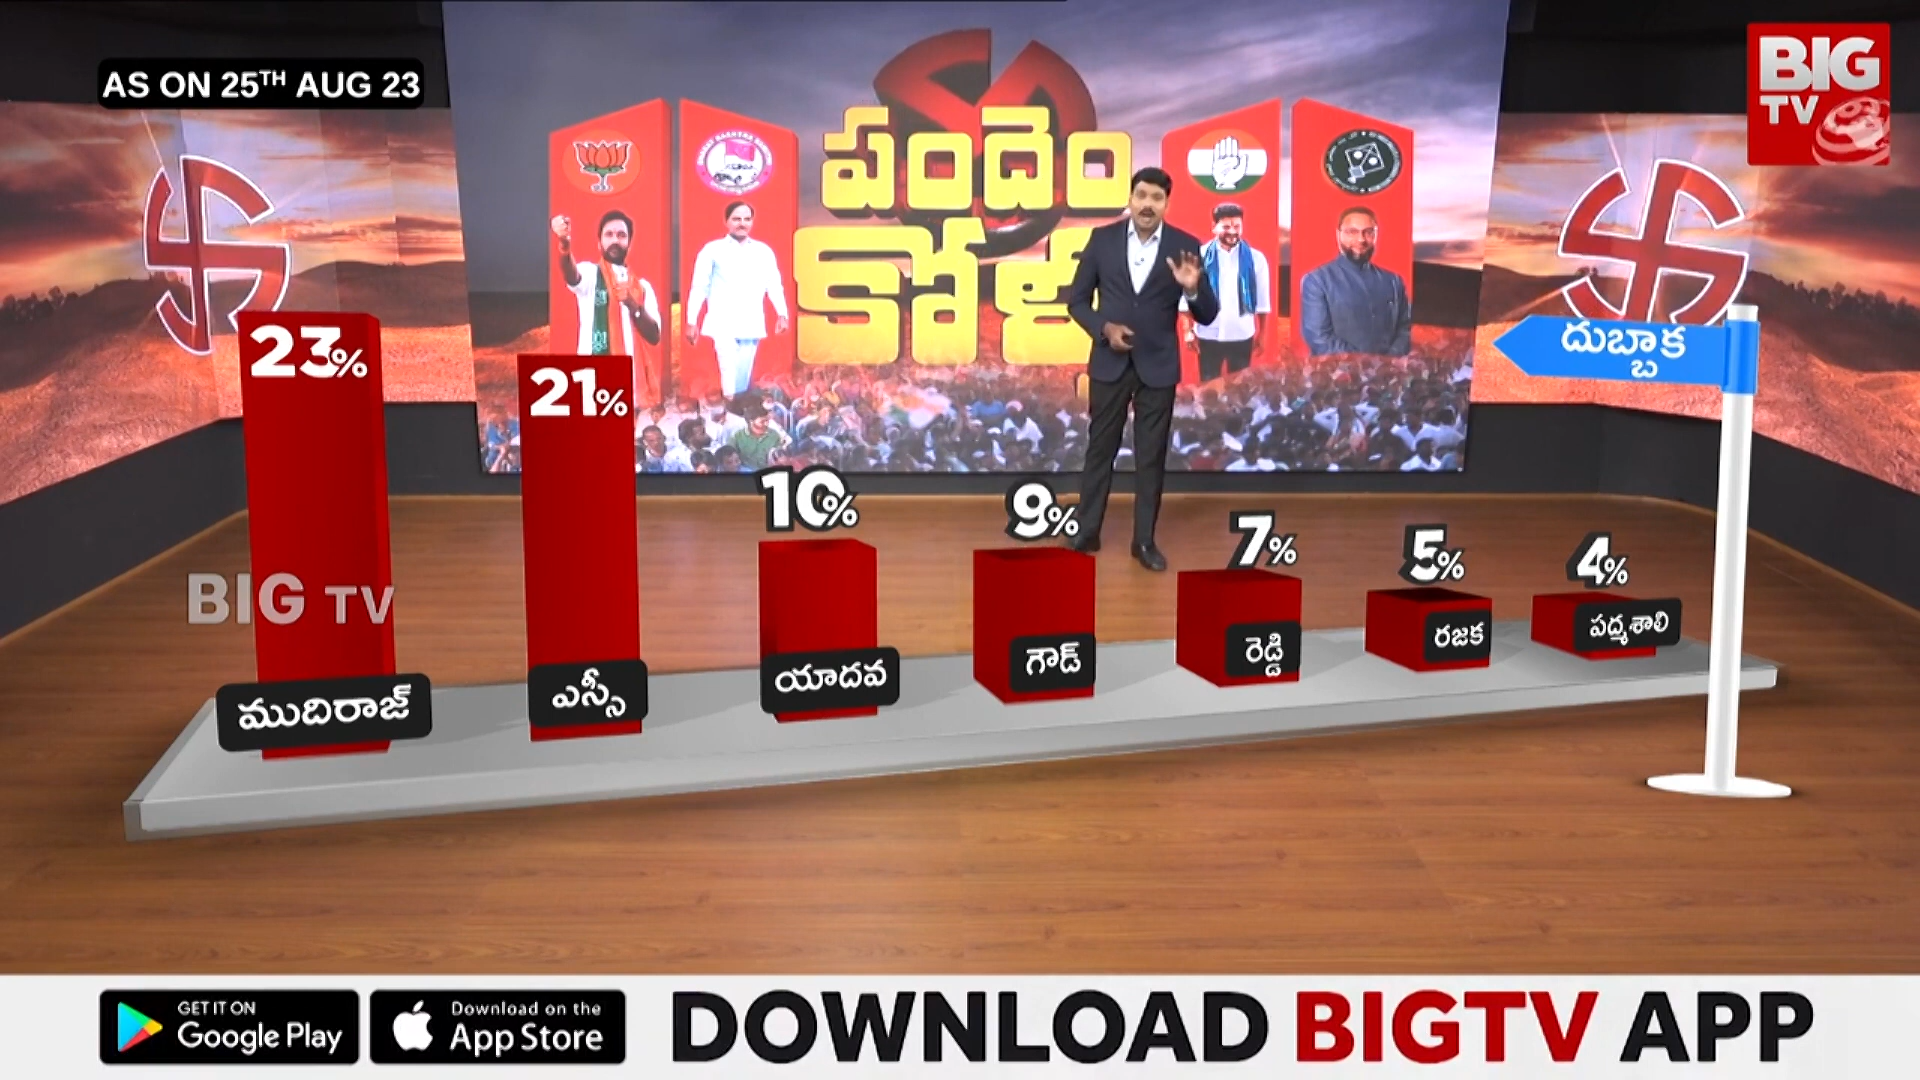 AS ON 25TH AUG 23
BIG
TV
పందెం
కోళ్లు
దుబ్బాక
23%
21%
10%
9%
7%
5%
4%
BIG TV
ముదిరాజ్
ఎస్సీ
యాదవ
గౌడ్
రెడ్డి
రజక
పద్మశాలి
GET IT ON
Google Play
Download on the
App Store
DOWNLOAD BIGTV APP